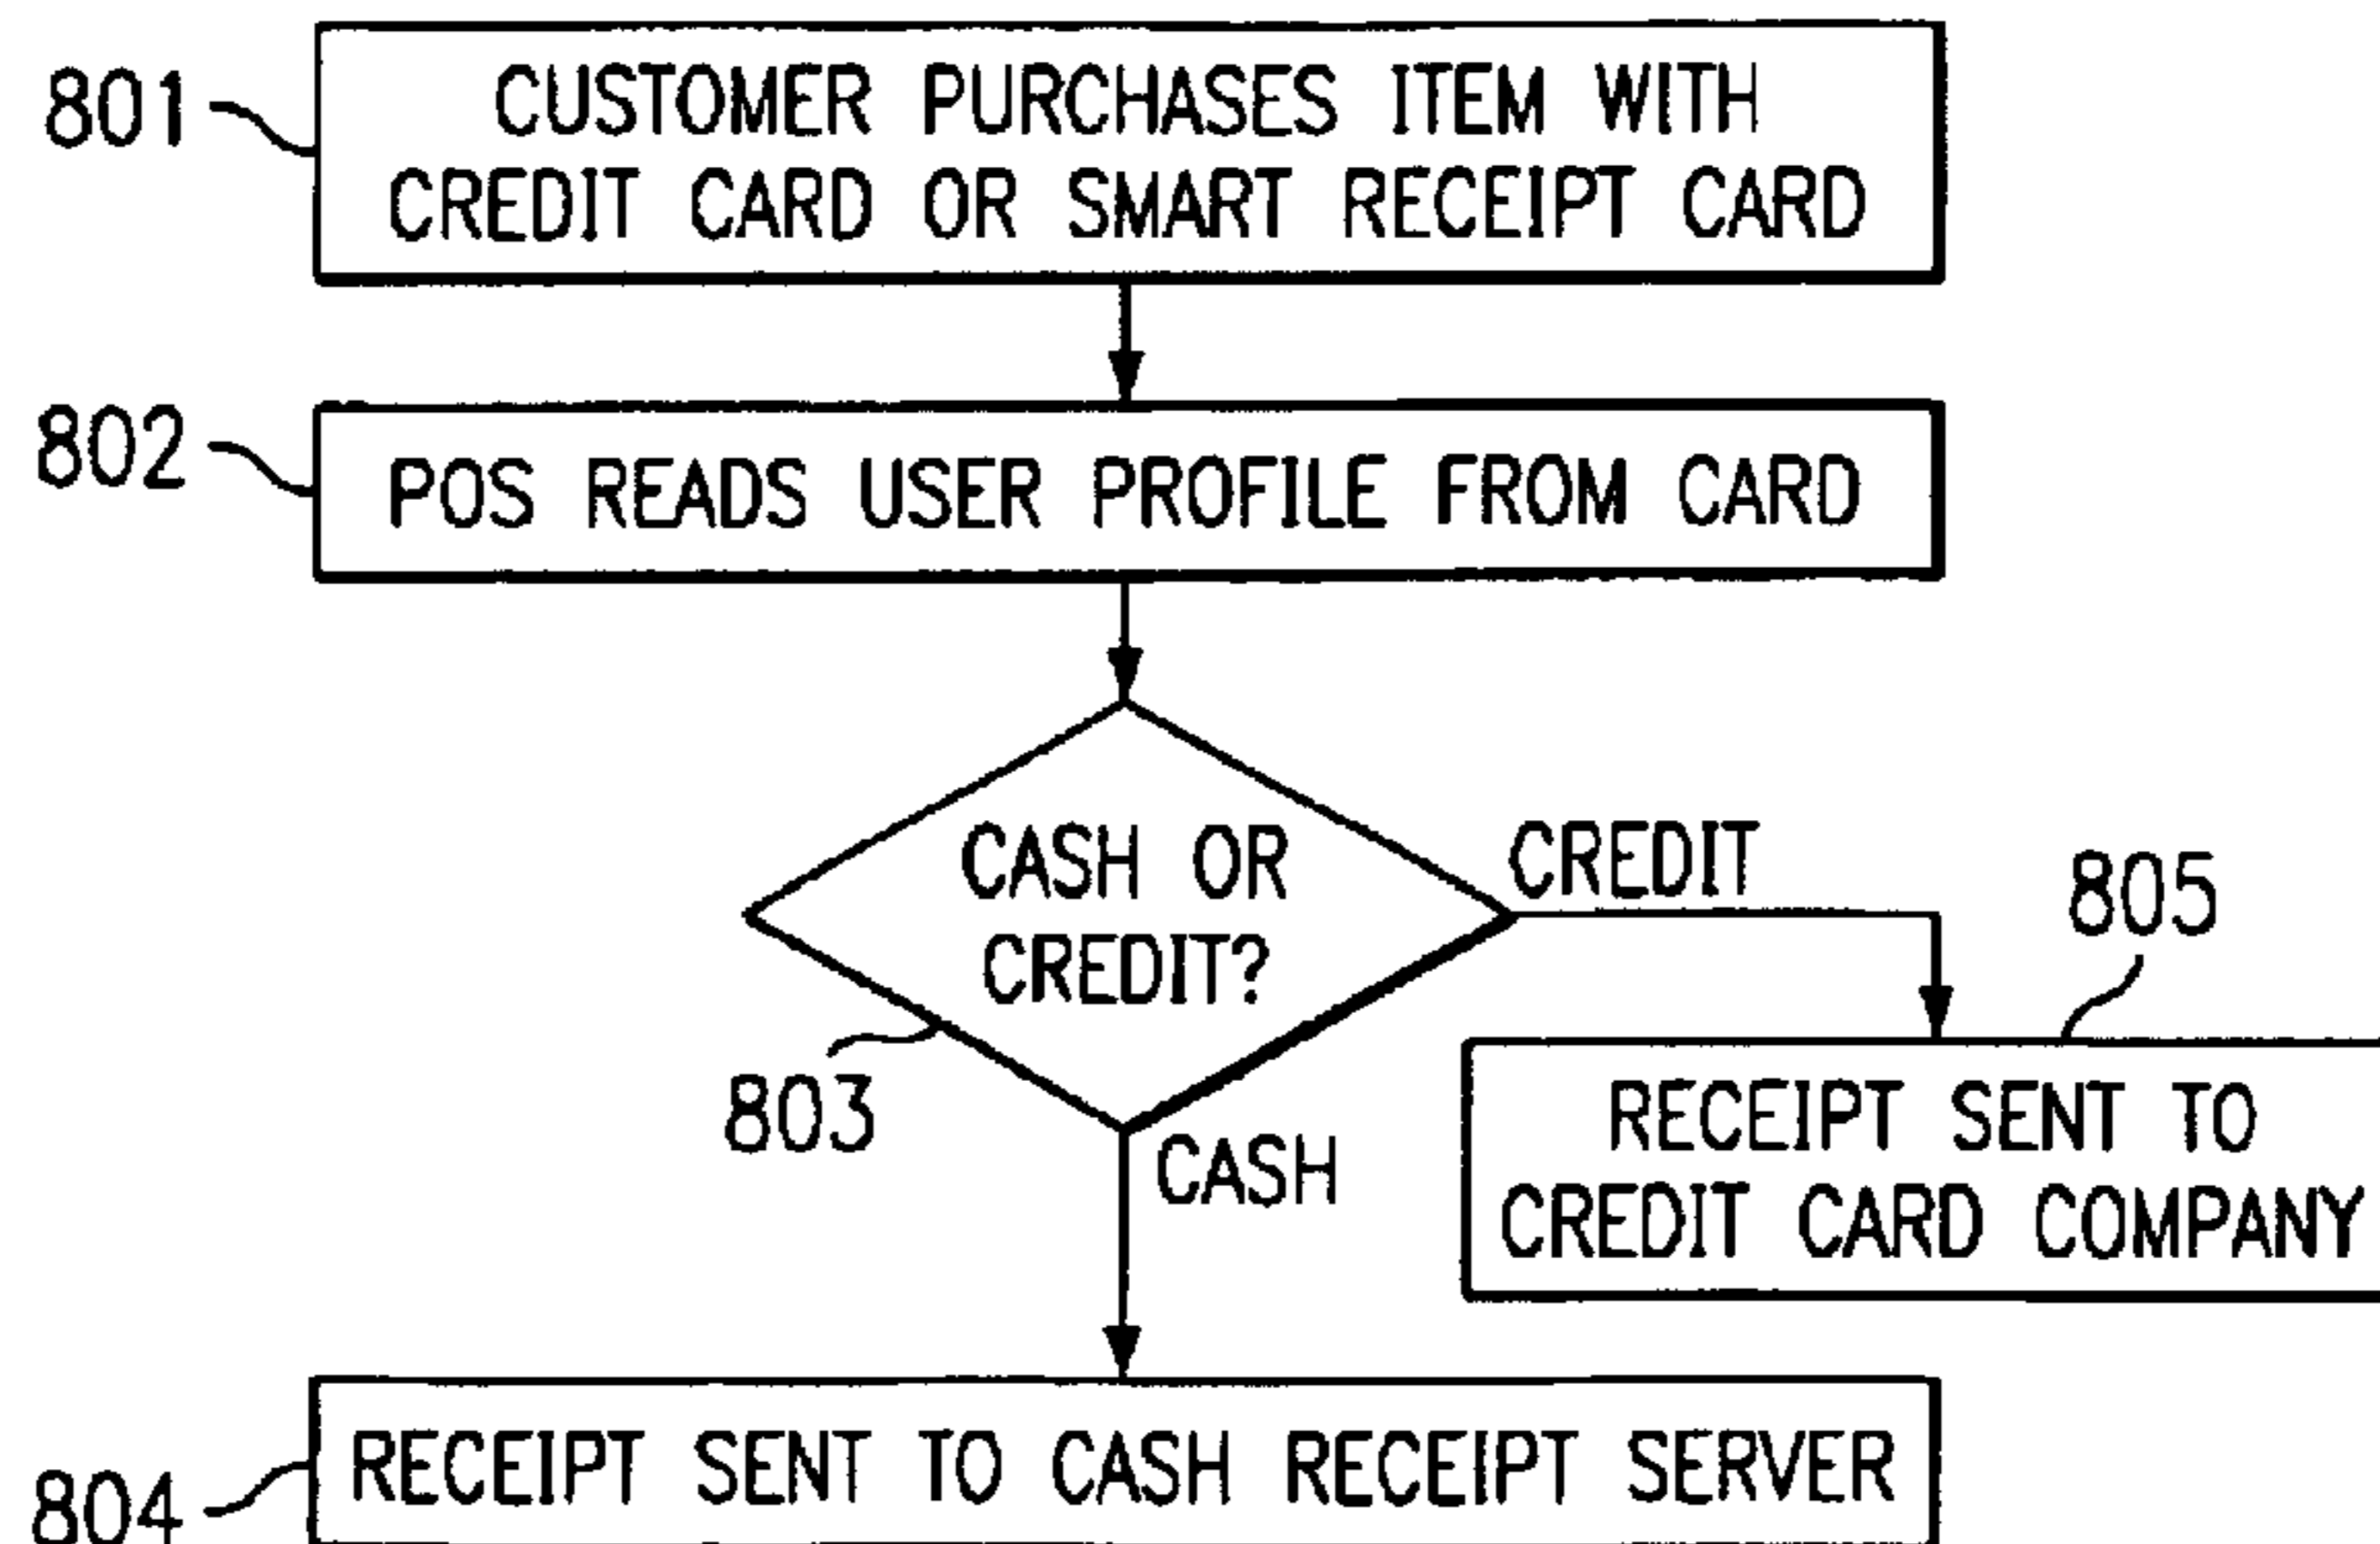 801
CUSTOMER PURCHASES ITEM WITH
CREDIT CARD OR SMART RECEIPT CARD
802
POS READS USER PROFILE FROM CARD
CASH OR
CREDIT?
CREDIT
805
803
CASH
RECEIPT SENT TO
CREDIT CARD COMPANY
804
RECEIPT SENT TO CASH RECEIPT SERVER